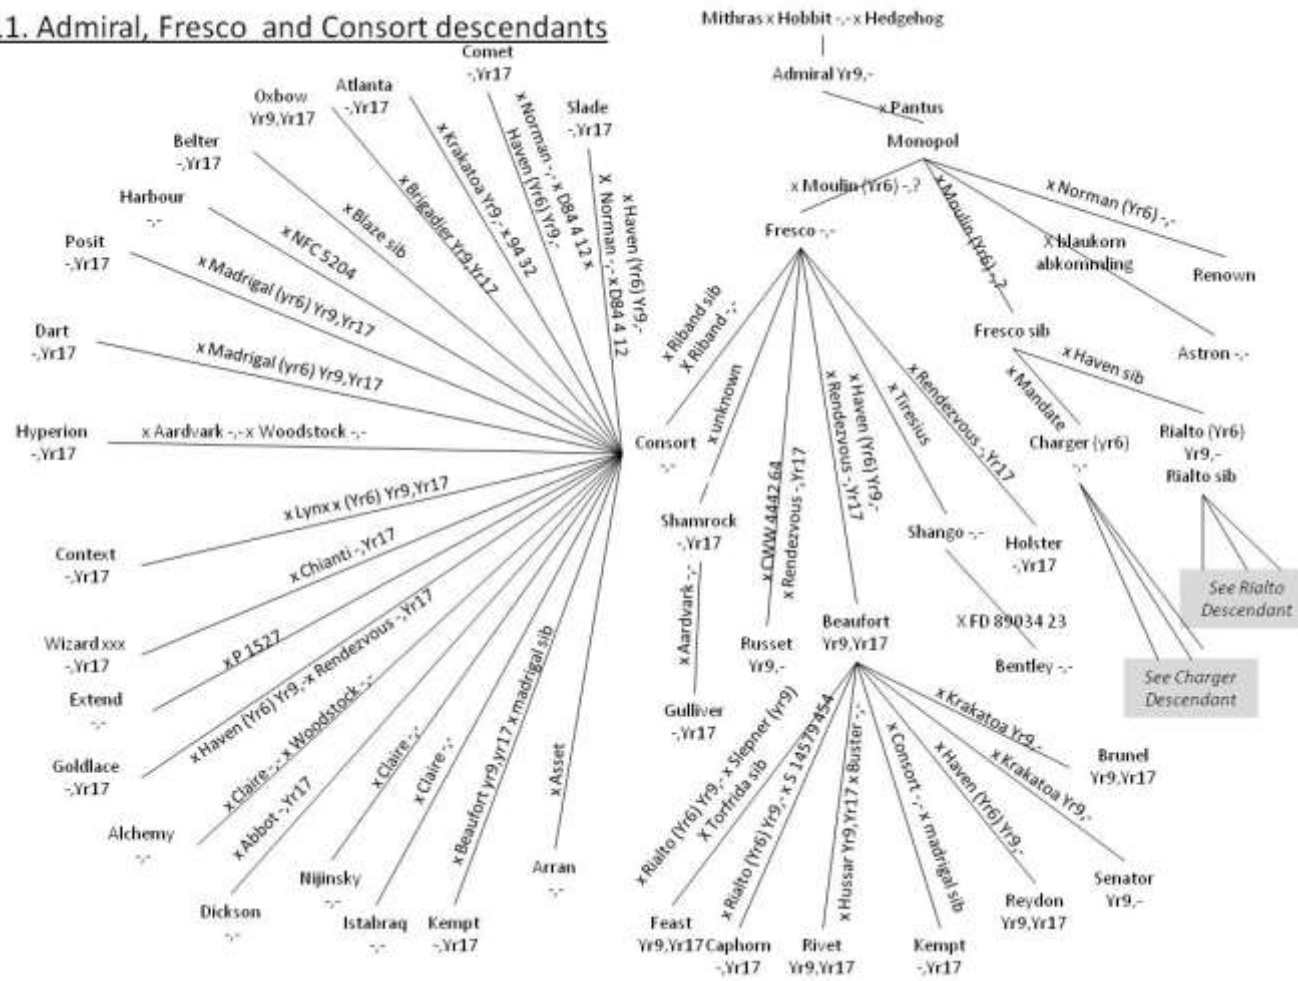 1. Admiral, Fresco and Consort descendants
Mithras x Hobbit -,- x Hedgehog
Admiral Yr9,-
x Pantus
Monopol
x Moulin (Yr6) -,?
x Moulin (Yr6) -,?
x Norman (Yr6) -,-
X blaukorn
abkommding
Renown
Astron -,-
Fresco -,-
Fresco sib
x Haven sib
x Mandate
Charger (yr6)
-,-
Rialto (Yr6)
Yr9,-
Rialto sib
See Rialto
Descendant
See Charger
Descendant
x Riband sib
X Riband -,-
x unknown
x CWW 4442 64
x Rendezvous -,Yr17
x Haven (Yr6) Yr9,-
x Rendezvous -,Yr17
x Tiresius
x Rendezvous -,Yr17
Consort
-,-
Shamrock
-,Yr17
x Aardvark -,-
Gulliver
-,Yr17
Russet
Yr9,-
Beaufort
Yr9,Yr17
Shango -,-
Holster
-,Yr17
X FD 89034 23
Bentley -,-
x Rialto (Yr6) Yr9,- x Siepner (yr9)
X Torfrida sib
x Rialto (Yr6) Yr9,- x S 14579 454
x Hussar Yr9,Yr17 x Buster -,-
x Consort -,- x madrigal sib
x Haven (Yr6) Yr9,-
x Krakatoa Yr9,-
x Krakatoa Yr9,-
Brunel
Yr9,Yr17
Senator
Yr9,-
Reydon
Yr9,Yr17
Feast
Yr9,Yr17
Caphorn
-,Yr17
Rivet
Yr9,Yr17
Kempt
-,Yr17
Comet
-,Yr17
x Norman -,- x D84 4 12 x
Haven (Yr6) Yr9,-
Slade
-,Yr17
x Haven (Yr6) Yr9,-
X Norman -,- x D84 4 12
Atlanta
-,Yr17
x Krakatoa Yr9,- x 94 32
Oxbow
Yr9,Yr17
x Brigadier Yr9,Yr17
Belter
-,Yr17
x Blaze sib
Harbour
-,-
x NFC 5204
Posit
-,Yr17
x Madrigal (yr6) Yr9,Yr17
Dart
-,Yr17
x Madrigal (yr6) Yr9,Yr17
Hyperion
-,Yr17
x Aardvark -,- x Woodstock -,-
Context
-,Yr17
x Lynx x (Yr6) Yr9,Yr17
Wizard xxx
-,Yr17
x Chianti -,Yr17
Extend
-,-
x P 1527
Goldlace
-,Yr17
x Haven (Yr6) Yr9,- x Rendezvous -,Yr17
Alchemy
-,-
x Claire -,- x Woodstock -,-
Dickson
-,-
x Abbot -,Yr17
Nijinsky
-,-
x Claire -,-
Istabraq
-,-
x Claire -,-
Kempt
-,Yr17
x Beaufort yr9,yr17 x madrigal sib
Arran
-,-
x Asset